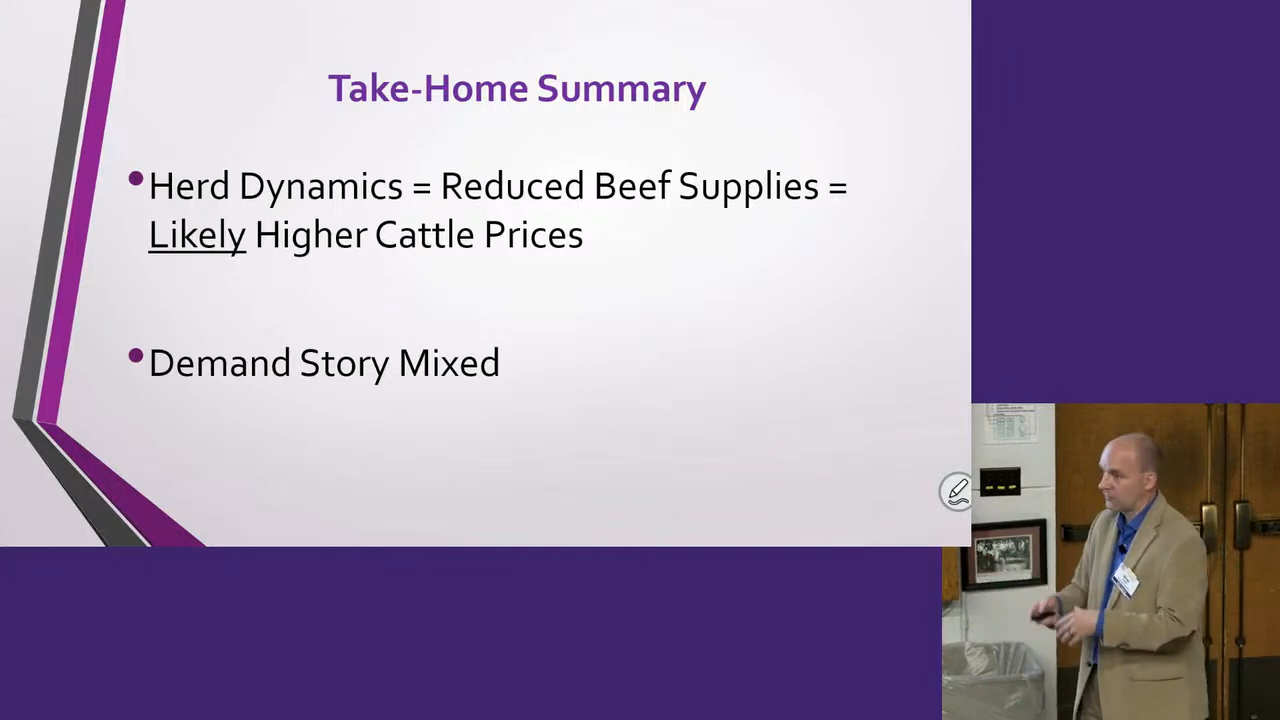 Take-Home Summary
•Herd Dynamics = Reduced Beef Supplies =
Likely Higher Cattle Prices
•Demand Story Mixed